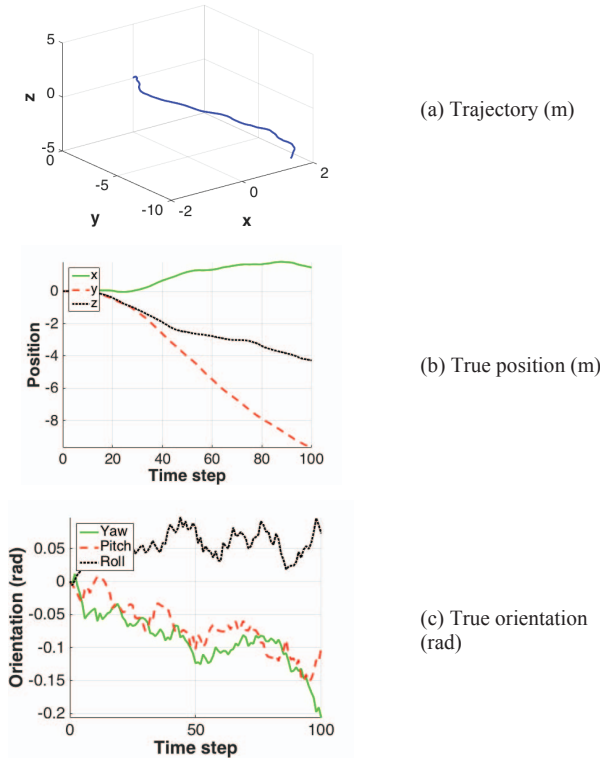 5
0
z
-5
0
-5
y
-10
-2
0
x
2
(a) Trajectory (m)
x
y
z
0
-2
-4
-6
-8
Position
0
20
40
60
80
100
Time step
(b) True position (m)
Yaw
Pitch
Roll
0.05
0
-0.05
-0.1
-0.15
-0.2
Orientation (rad)
0
50
100
Time step
(c) True orientation
(rad)